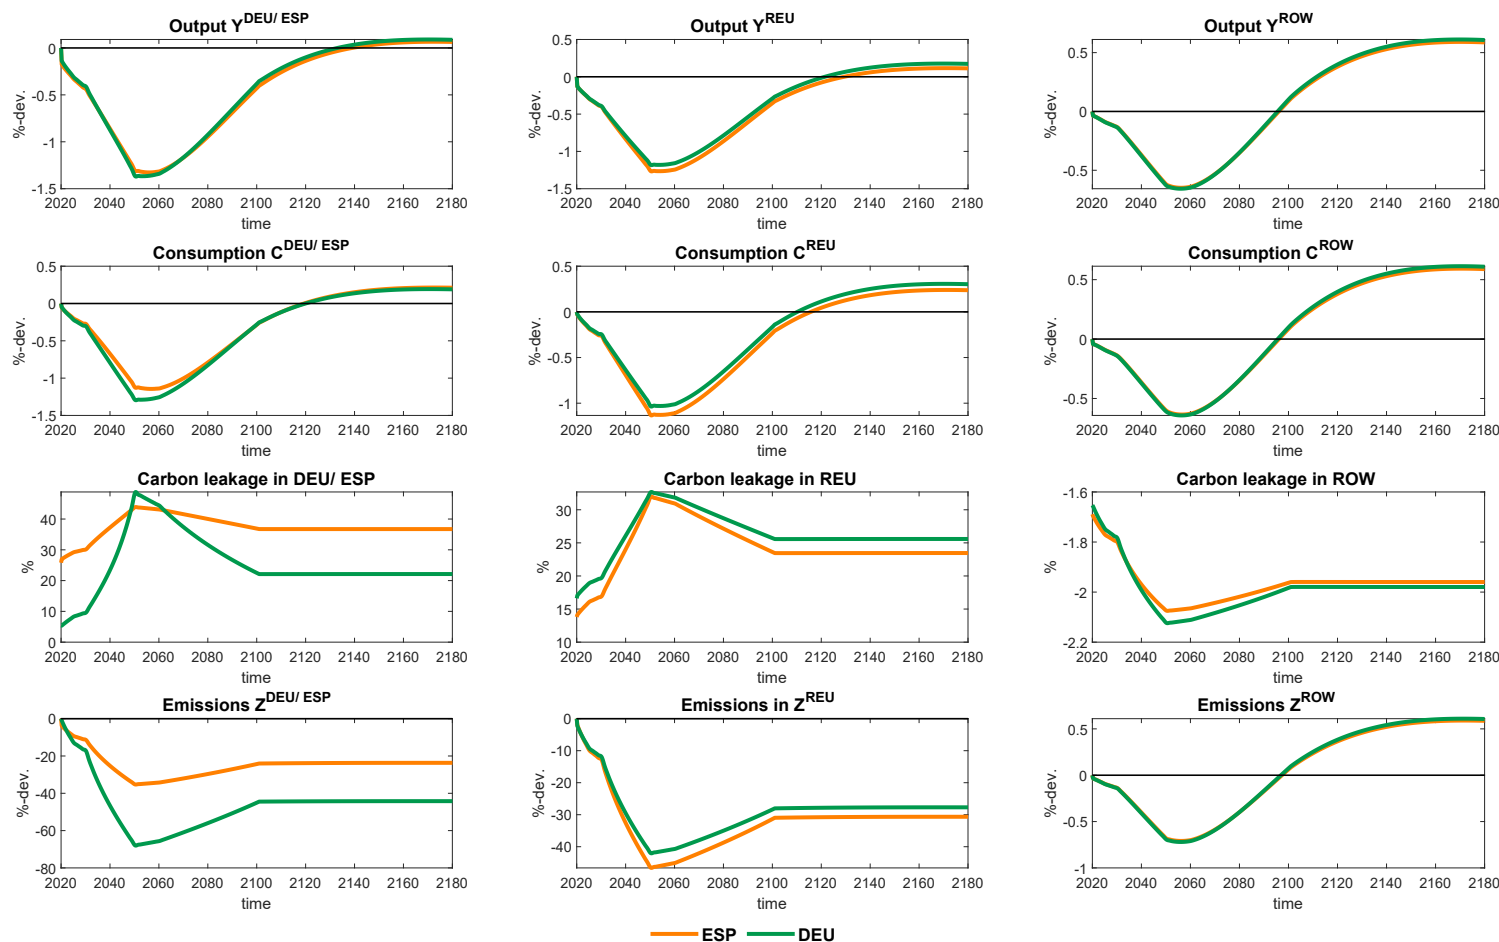 Output Y^DEU/ ESP
%-dev.
0
-0.5
-1
-1.5
2020 2040 2060 2080 2100 2120 2140 2160 2180
time
Output Y^REU
%-dev.
0.5
0
-0.5
-1
-1.5
2020 2040 2060 2080 2100 2120 2140 2160 2180
time
Output Y^ROW
%-dev.
0.5
0
-0.5
2020 2040 2060 2080 2100 2120 2140 2160 2180
time
Consumption C^DEU/ ESP
%-dev.
0.5
0
-0.5
-1
-1.5
2020 2040 2060 2080 2100 2120 2140 2160 2180
time
Consumption C^REU
%-dev.
0.5
0
-0.5
-1
2020 2040 2060 2080 2100 2120 2140 2160 2180
time
Consumption C^ROW
%-dev.
0.5
0
-0.5
2020 2040 2060 2080 2100 2120 2140 2160 2180
time
Carbon leakage in DEU/ ESP
%
40
30
20
10
0
2020 2040 2060 2080 2100 2120 2140 2160 2180
time
Carbon leakage in REU
%
30
25
20
15
10
2020 2040 2060 2080 2100 2120 2140 2160 2180
time
Carbon leakage in ROW
%
-1.6
-1.8
-2
-2.2
2020 2040 2060 2080 2100 2120 2140 2160 2180
time
Emissions Z^DEU/ ESP
%-dev.
0
-20
-40
-60
-80
2020 2040 2060 2080 2100 2120 2140 2160 2180
time
Emissions in Z^REU
%-dev.
0
-10
-20
-30
-40
2020 2040 2060 2080 2100 2120 2140 2160 2180
time
Emissions Z^ROW
%-dev.
0.5
0
-0.5
-1
2020 2040 2060 2080 2100 2120 2140 2160 2180
time
ESP DEU